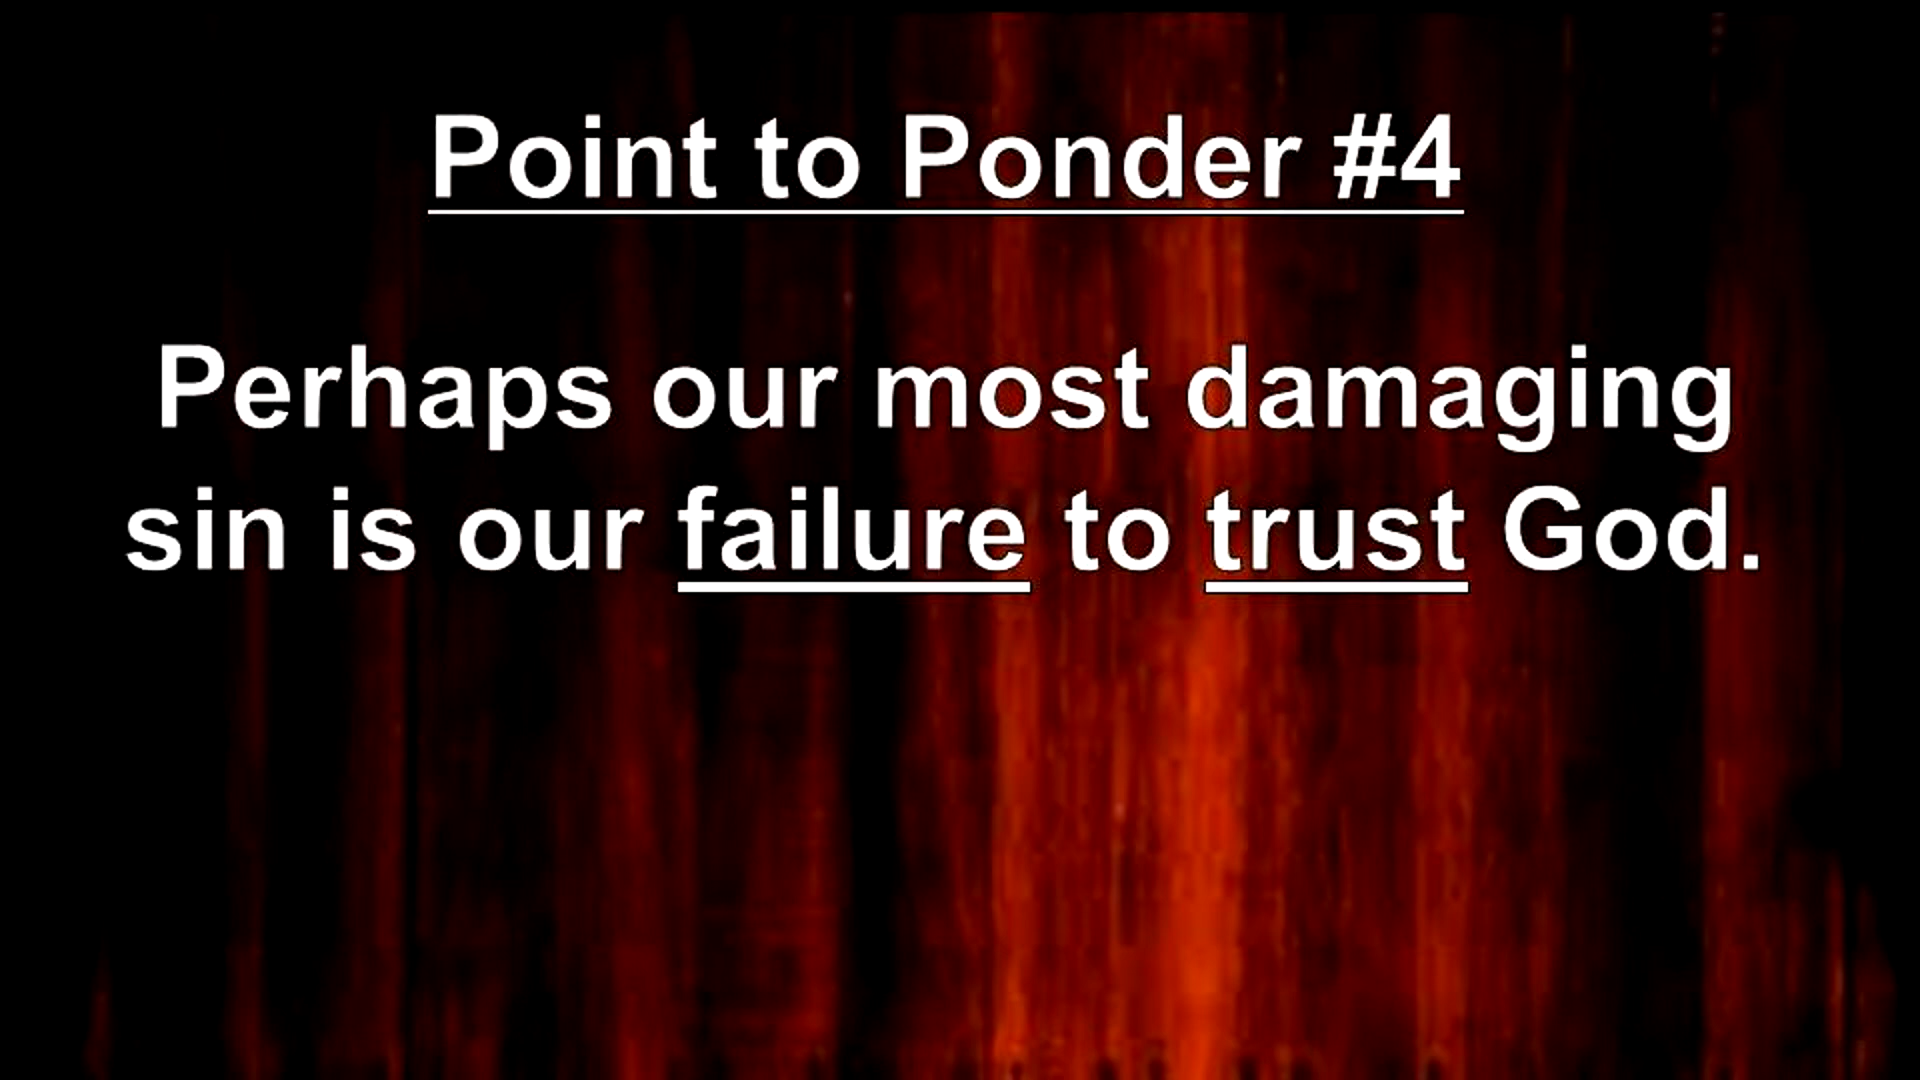 Point to Ponder #4
Perhaps our most damaging
sin is our failure to trust God.